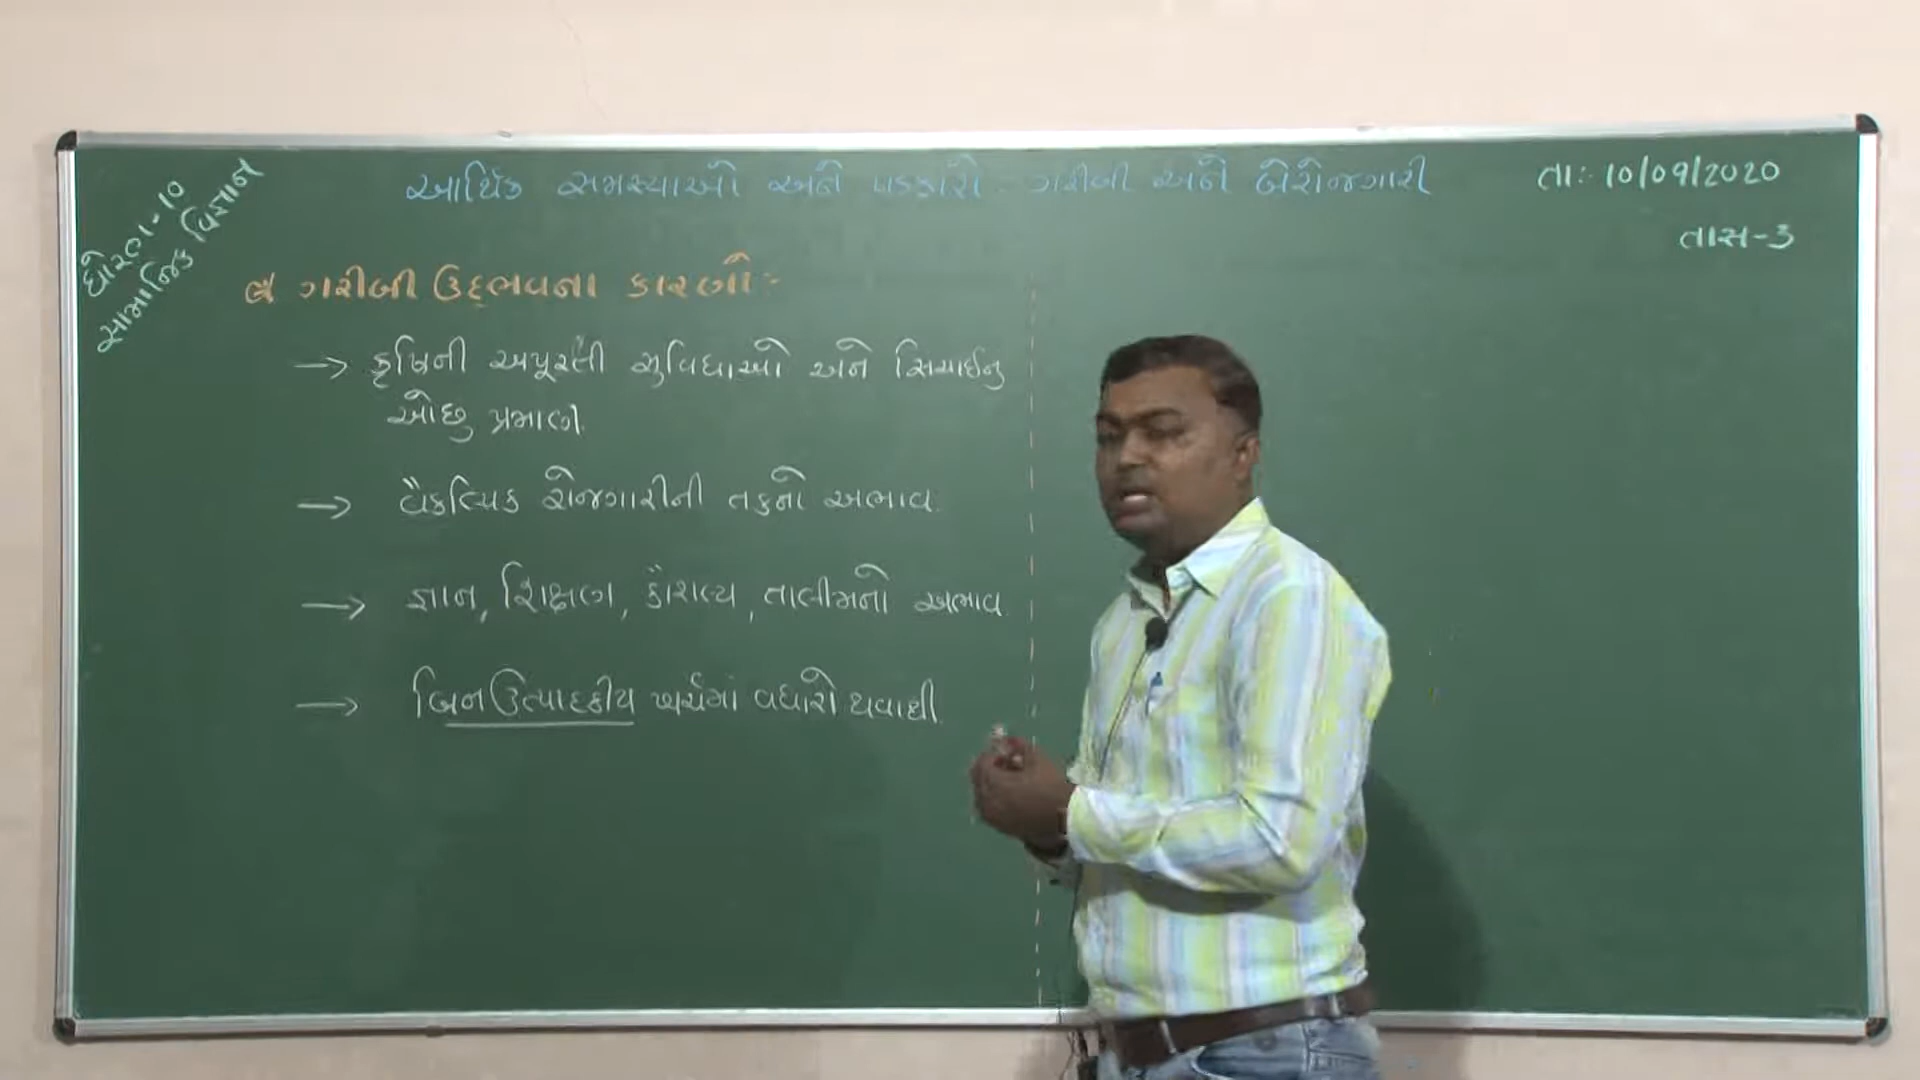 ધોરણ-10
સામાજિક વિજ્ઞાન
આર્થિક સમસ્યાઓ અને પડકારો - ગરીબી અને બેરોજગારી
તાઃ 10/09/2020
તાસ-3
ગરીબી ઉદ્દભવના કારણો :-
→ કૃષિની અપૂરતી સુવિધાઓ અને સિંચાઈનુ
ઓછુ પ્રમાણ.
→ વૈકલ્પિક રોજગારીની તકનો અભાવ.
→ જ્ઞાન, શિક્ષણ, કૌશલ્ય, તાલીમનો અભાવ.
→ બિનઉત્પાદકીય ખર્ચમાં વધારો થવાથી.